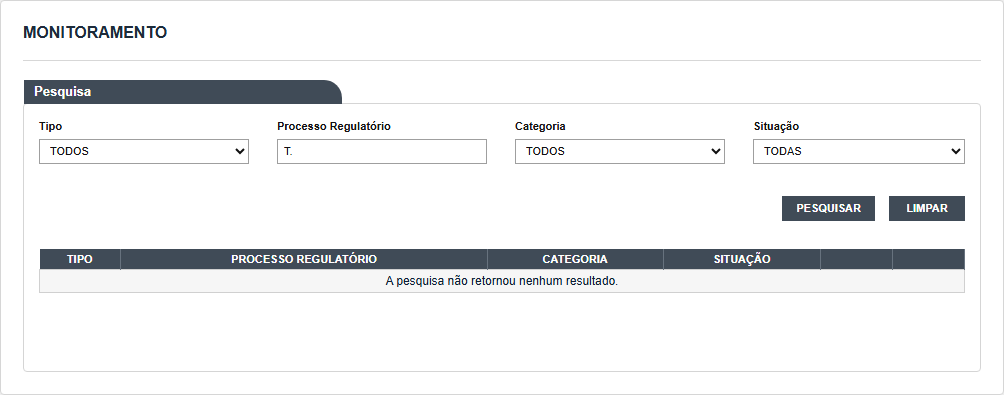 MONITORAMENTO
Pesquisa
Tipo Processo Regulatório Categoria Situação
TODOS T. TODOS TODAS
PESQUISAR LIMPAR
TIPO PROCESSO REGULATÓRIO CATEGORIA SITUAÇÃO
A pesquisa não retornou nenhum resultado.